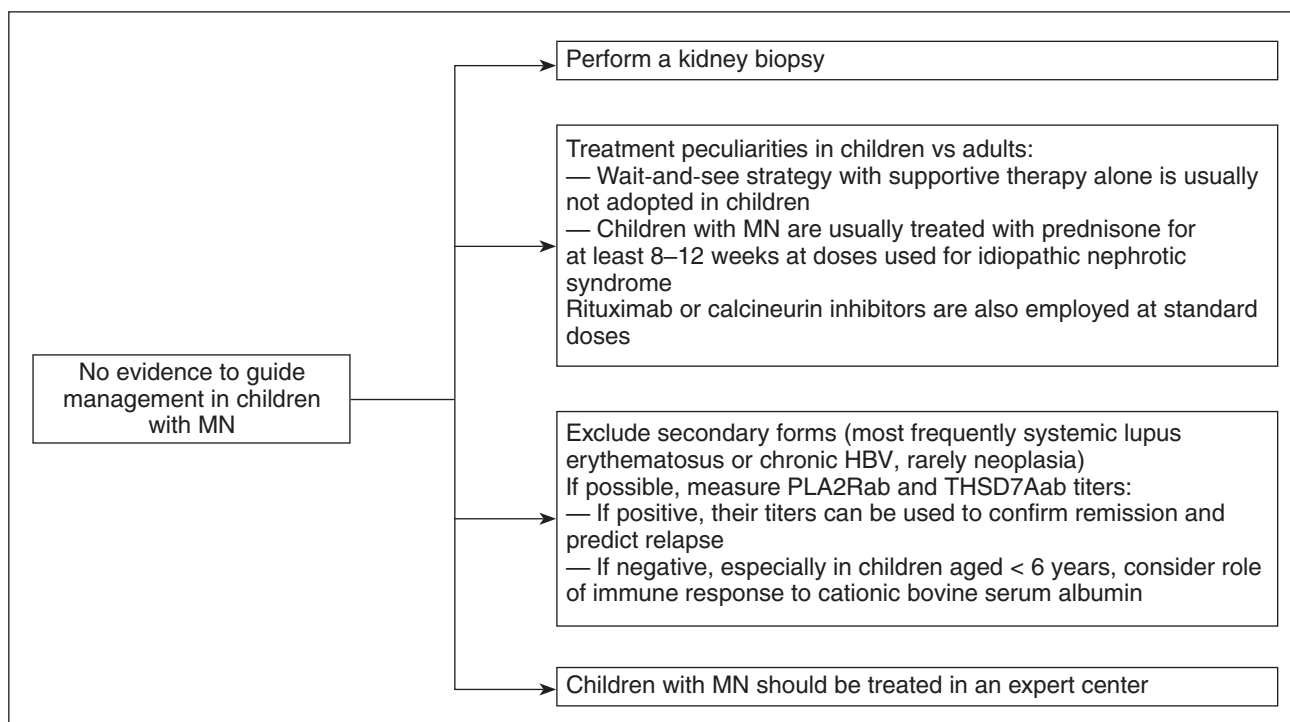 Perform a kidney biopsy
Treatment peculiarities in children vs adults:
— Wait-and-see strategy with supportive therapy alone is usually
not adopted in children
— Children with MN are usually treated with prednisone for
at least 8–12 weeks at doses used for idiopathic nephrotic
syndrome
Rituximab or calcineurin inhibitors are also employed at standard
doses
No evidence to guide
management in children
with MN
Exclude secondary forms (most frequently systemic lupus
erythematosus or chronic HBV, rarely neoplasia)
If possible, measure PLA2Rab and THSD7Aab titers:
— If positive, their titers can be used to confirm remission and
predict relapse
— If negative, especially in children aged < 6 years, consider role
of immune response to cationic bovine serum albumin
Children with MN should be treated in an expert center